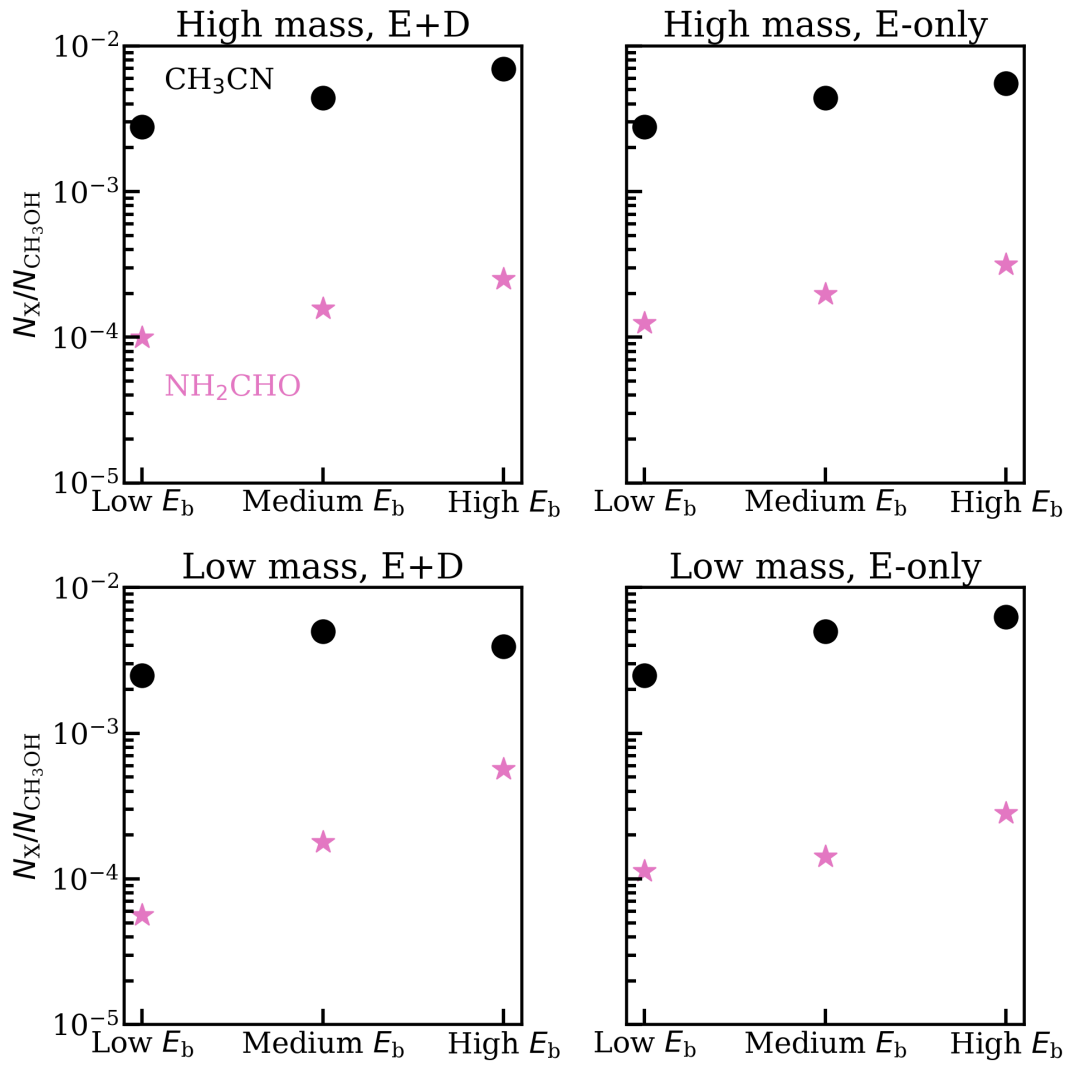 High mass, E+D
High mass, E-only
10⁻²
CH₃CN
10⁻³
N_X/N_CH₃OH
10⁻⁴
NH₂CHO
10⁻⁵
Low E_b Medium E_b High E_b
Low E_b Medium E_b High E_b
Low mass, E+D
Low mass, E-only
10⁻²
10⁻³
N_X/N_CH₃OH
10⁻⁴
10⁻⁵
Low E_b Medium E_b High E_b
Low E_b Medium E_b High E_b